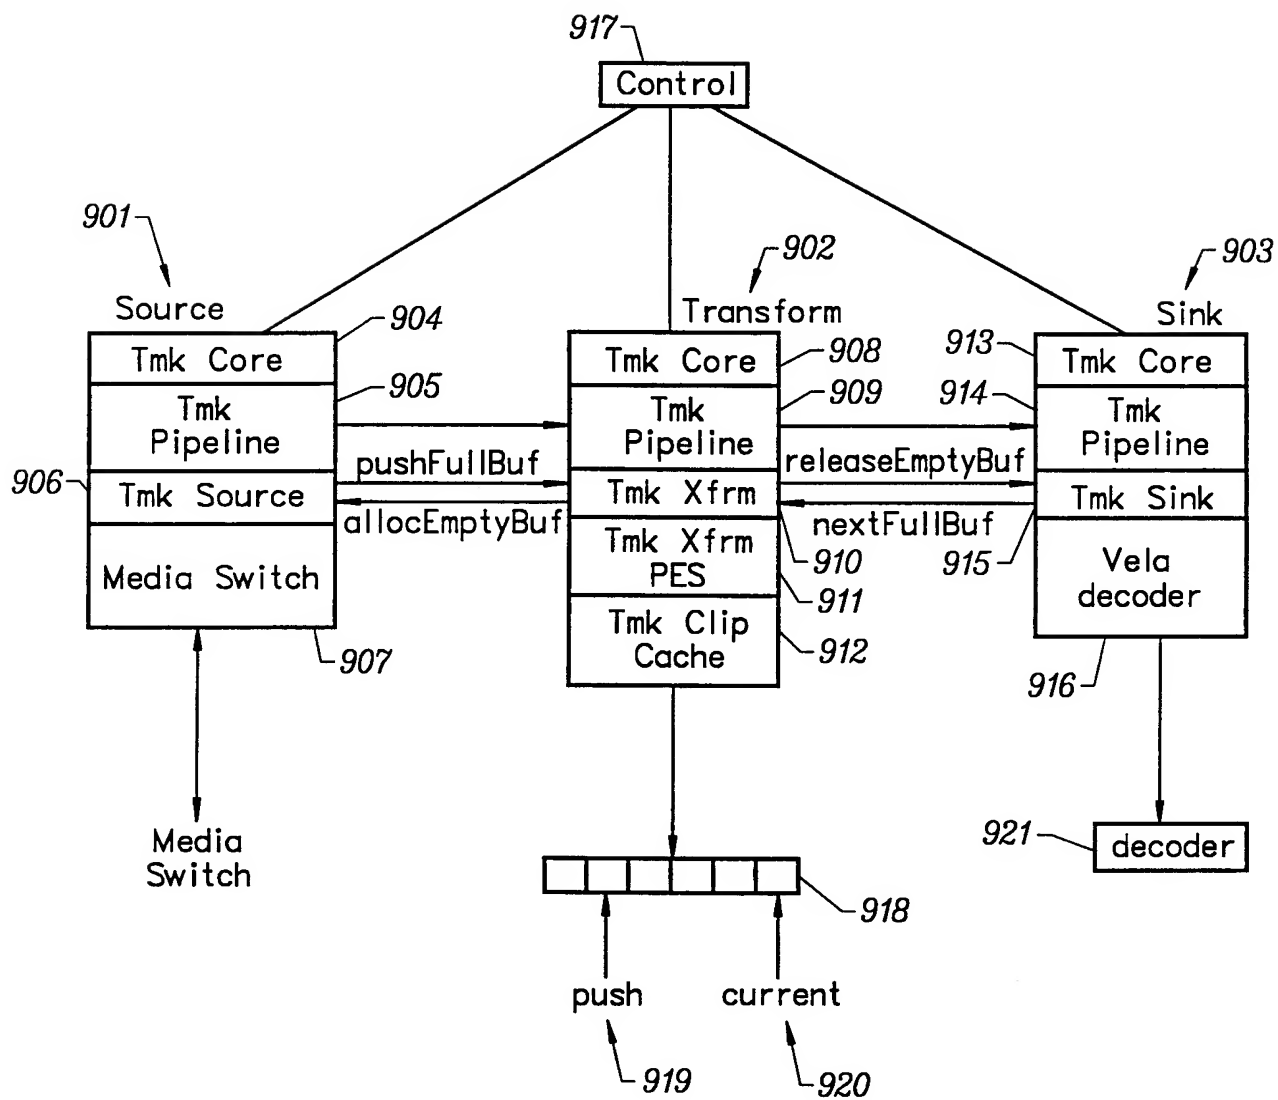 917
Control
901
902
903
Source
Transform
Sink
904
908
913
Tmk Core
Tmk Core
Tmk Core
905
909
914
Tmk
Pipeline
Tmk
Pipeline
Tmk
Pipeline
pushFullBuf
releaseEmptyBuf
906
Tmk Source
Tmk Xfrm
Tmk Sink
allocEmptyBuf
nextFullBuf
910
915
Media Switch
Tmk Xfrm
PES
Vela
decoder
911
907
Tmk Clip
Cache
912
916
Media
Switch
921
decoder
918
push
current
919
920